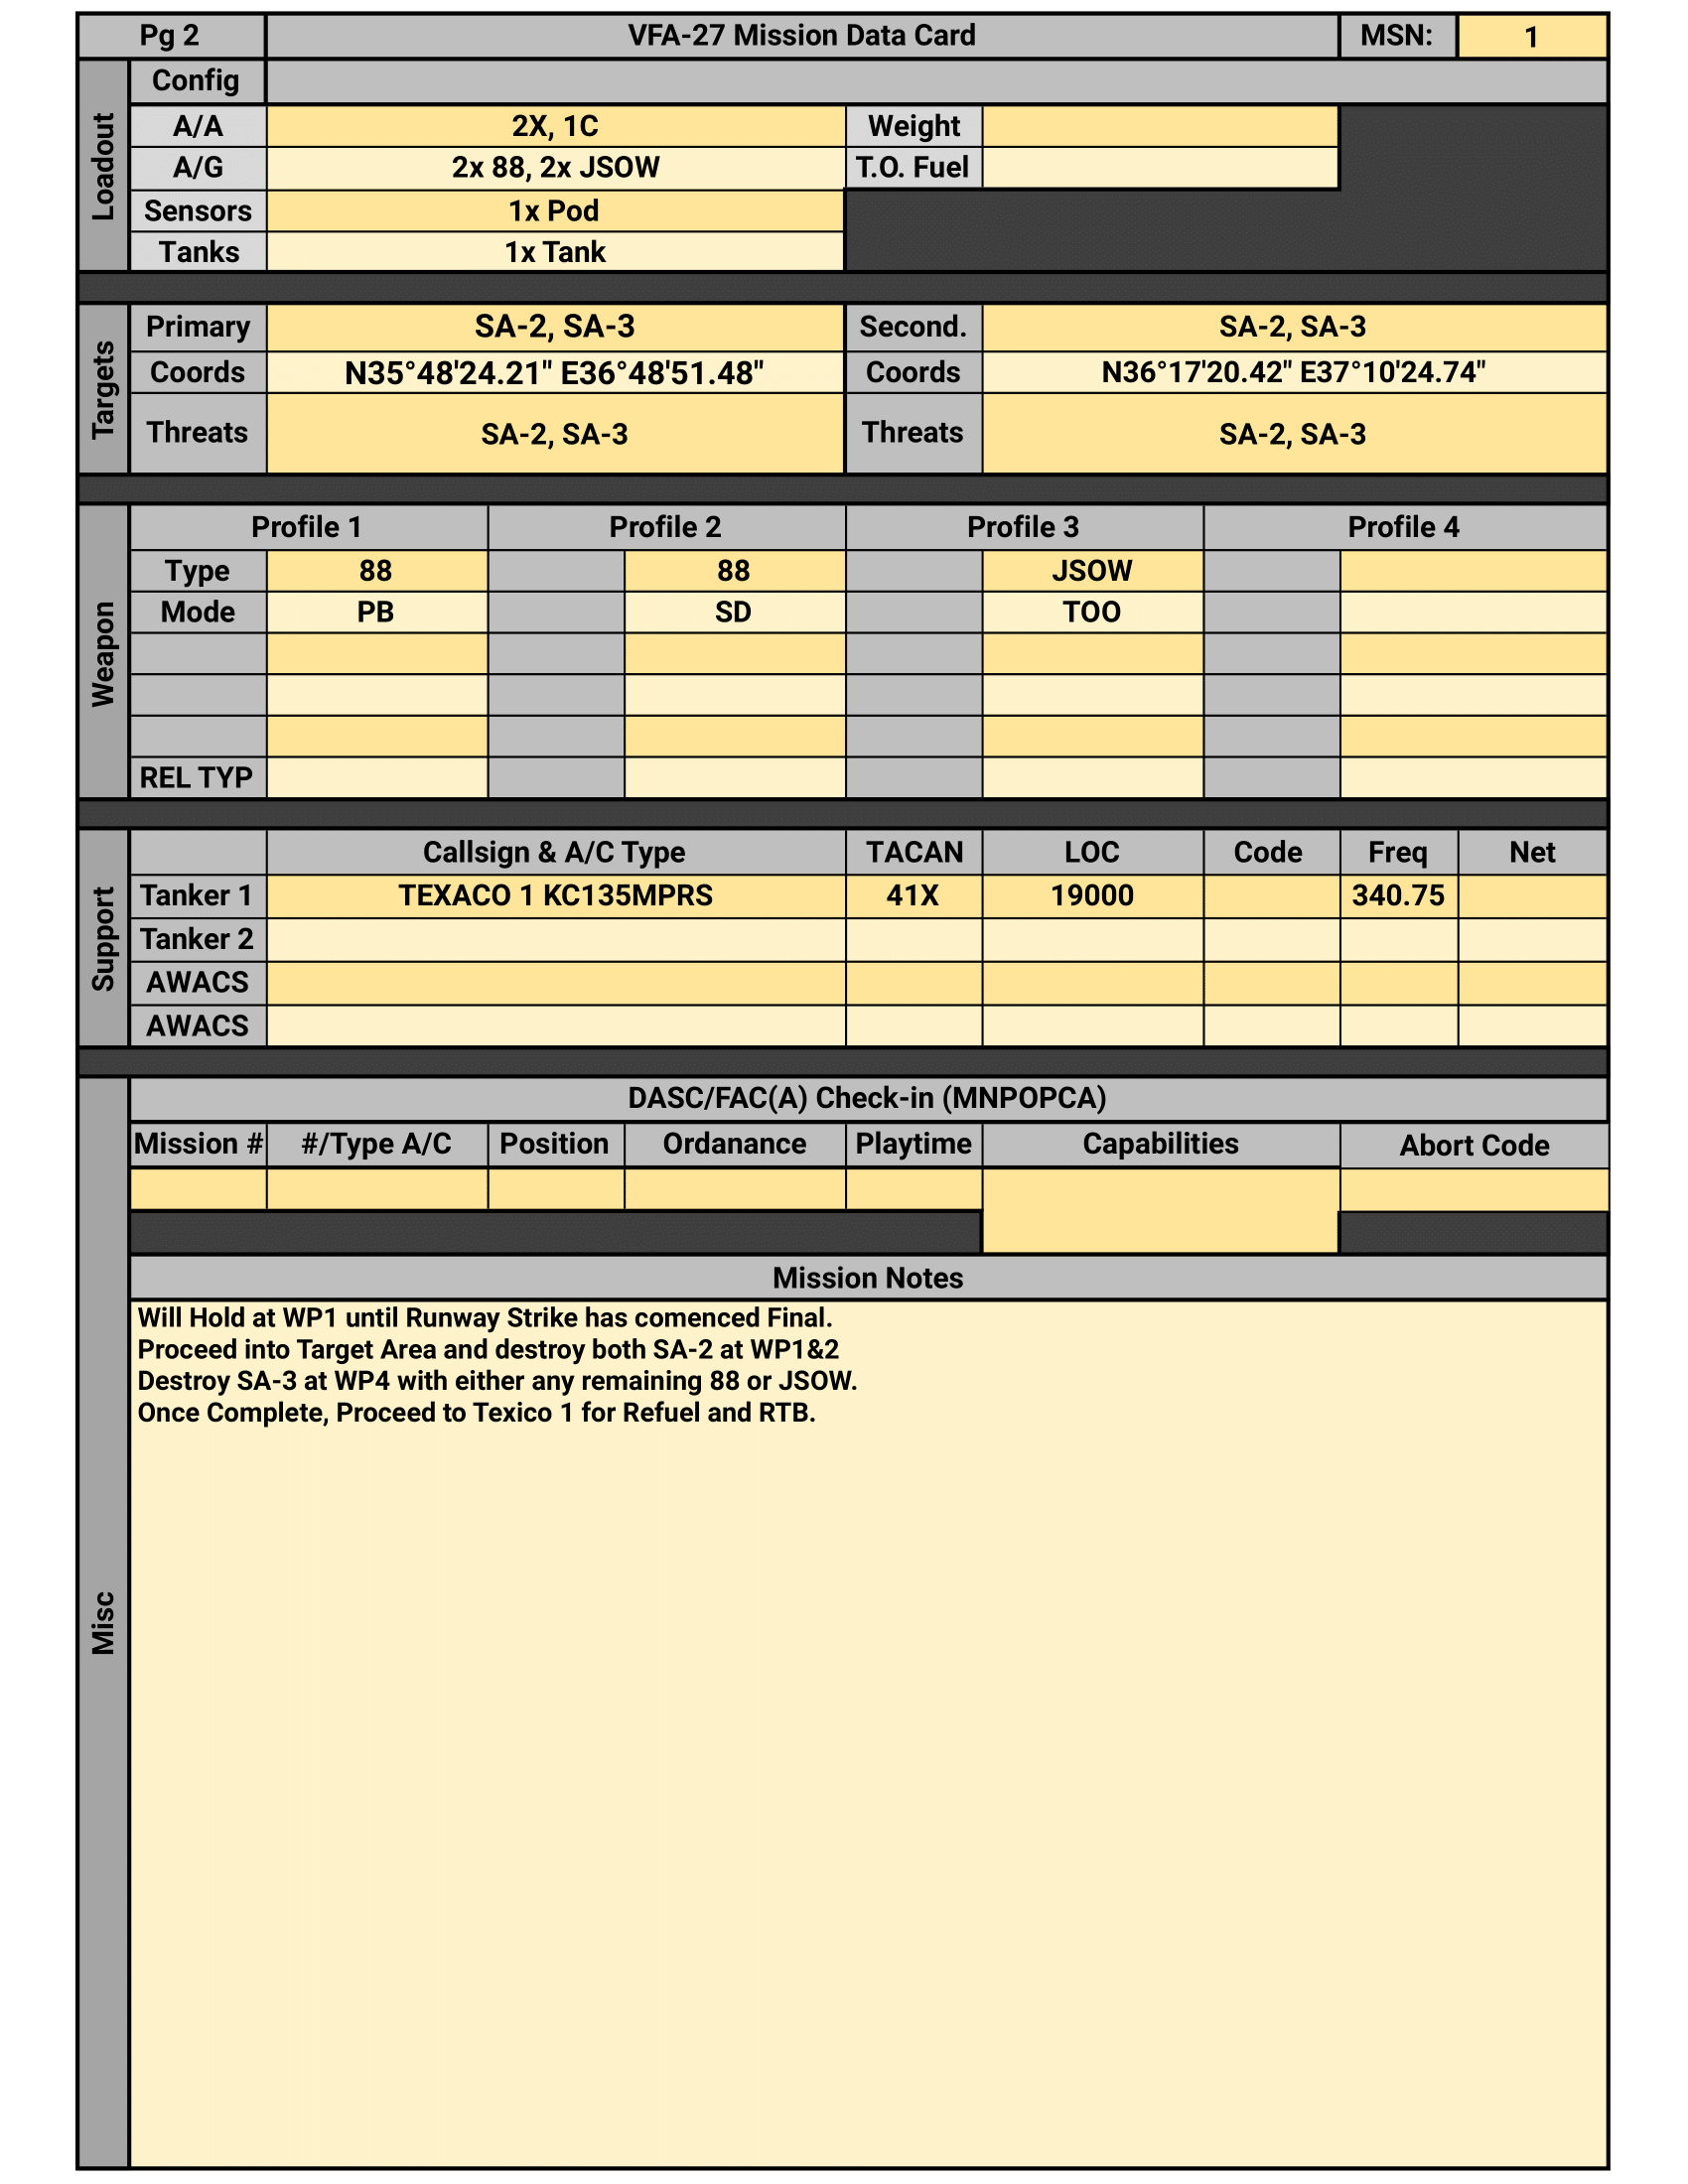 Pg 2 VFA-27 Mission Data Card MSN: 1
Loadout
Config
A/A 2X, 1C Weight
A/G 2x 88, 2x JSOW T.O. Fuel
Sensors 1x Pod
Tanks 1x Tank
Targets
Primary SA-2, SA-3 Second. SA-2, SA-3
Coords N35°48'24.21" E36°48'51.48" Coords N36°17'20.42" E37°10'24.74"
Threats SA-2, SA-3 Threats SA-2, SA-3
Weapon
Profile 1 Profile 2 Profile 3 Profile 4
Type 88 88 JSOW
Mode PB SD TOO
REL TYP
Support
Callsign & A/C Type TACAN LOC Code Freq Net
Tanker 1 TEXACO 1 KC135MPRS 41X 19000 340.75
Tanker 2
AWACS
AWACS
Misc
DASC/FAC(A) Check-in (MNPOPCA)
Mission # #/Type A/C Position Ordanance Playtime Capabilities Abort Code
Mission Notes
Will Hold at WP1 until Runway Strike has comenced Final.
Proceed into Target Area and destroy both SA-2 at WP1&2
Destroy SA-3 at WP4 with either any remaining 88 or JSOW.
Once Complete, Proceed to Texico 1 for Refuel and RTB.